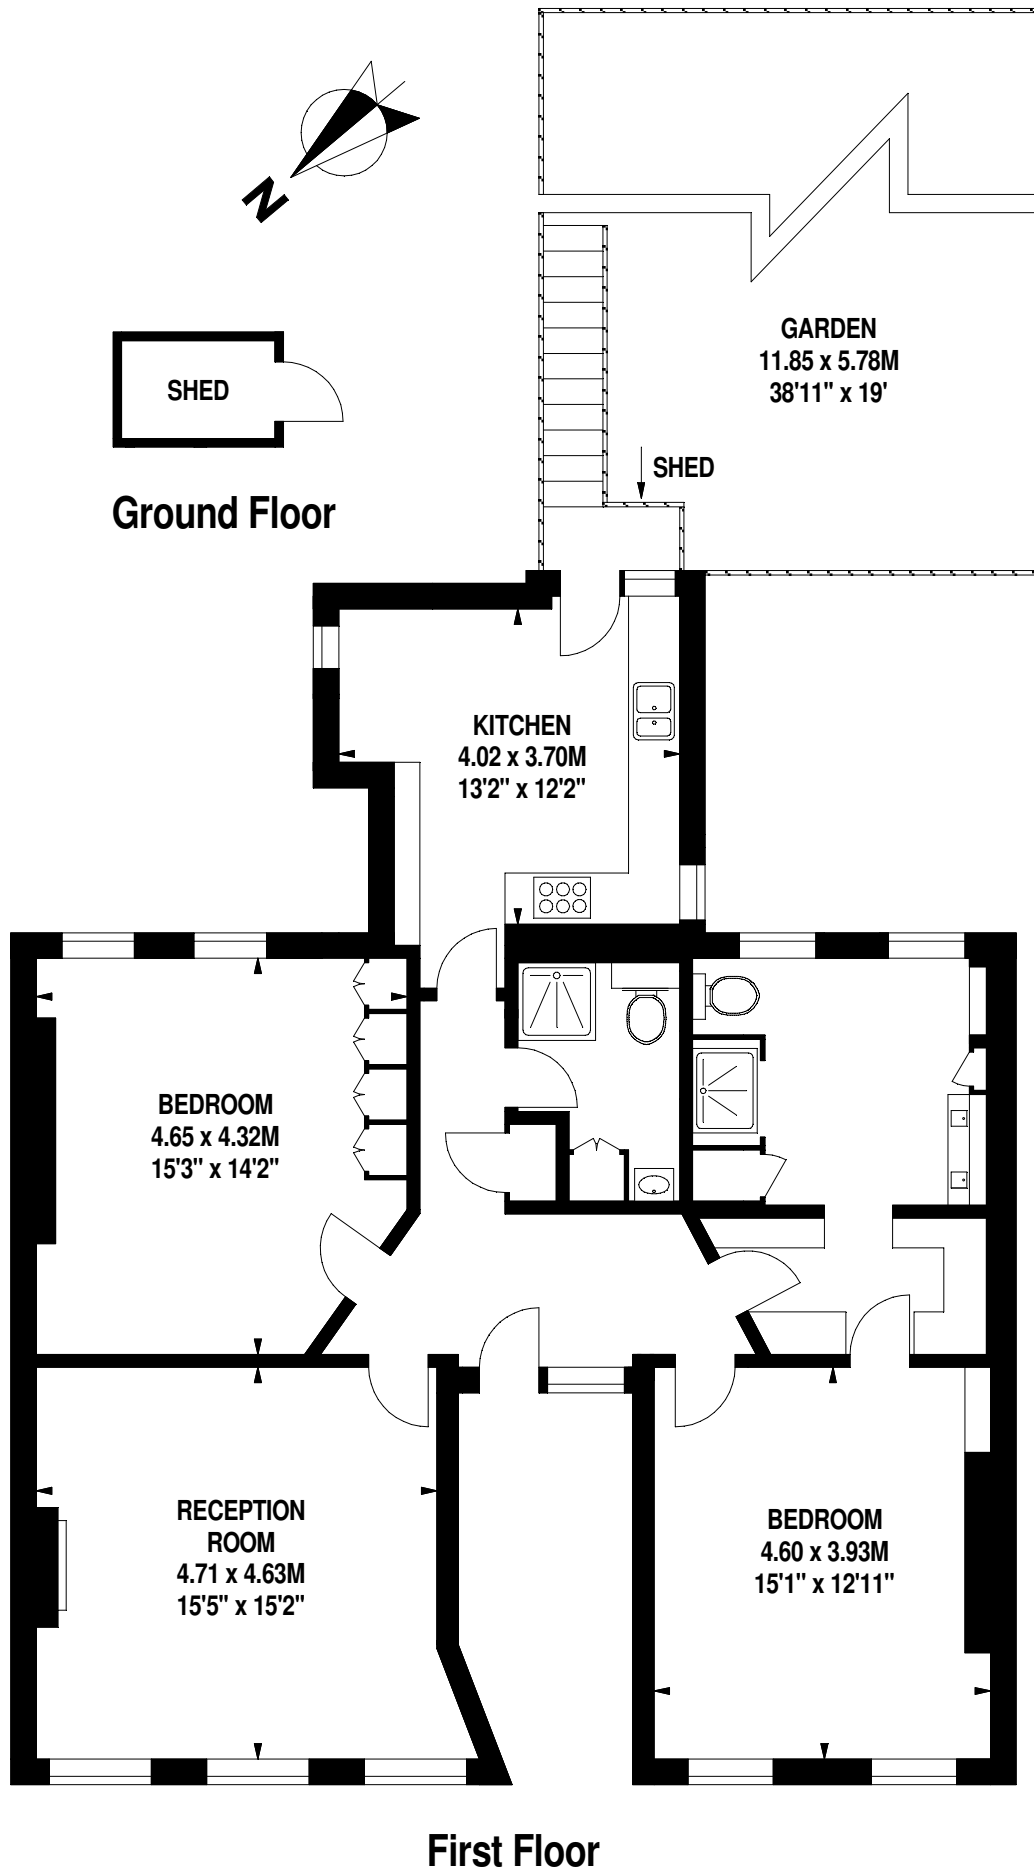 N
GARDEN
11.85 x 5.78M
38'11" x 19'
SHED
SHED
Ground Floor
KITCHEN
4.02 x 3.70M
13'2" x 12'2"
BEDROOM
4.65 x 4.32M
15'3" x 14'2"
RECEPTION
ROOM
4.71 x 4.63M
15'5" x 15'2"
BEDROOM
4.60 x 3.93M
15'1" x 12'11"
First Floor